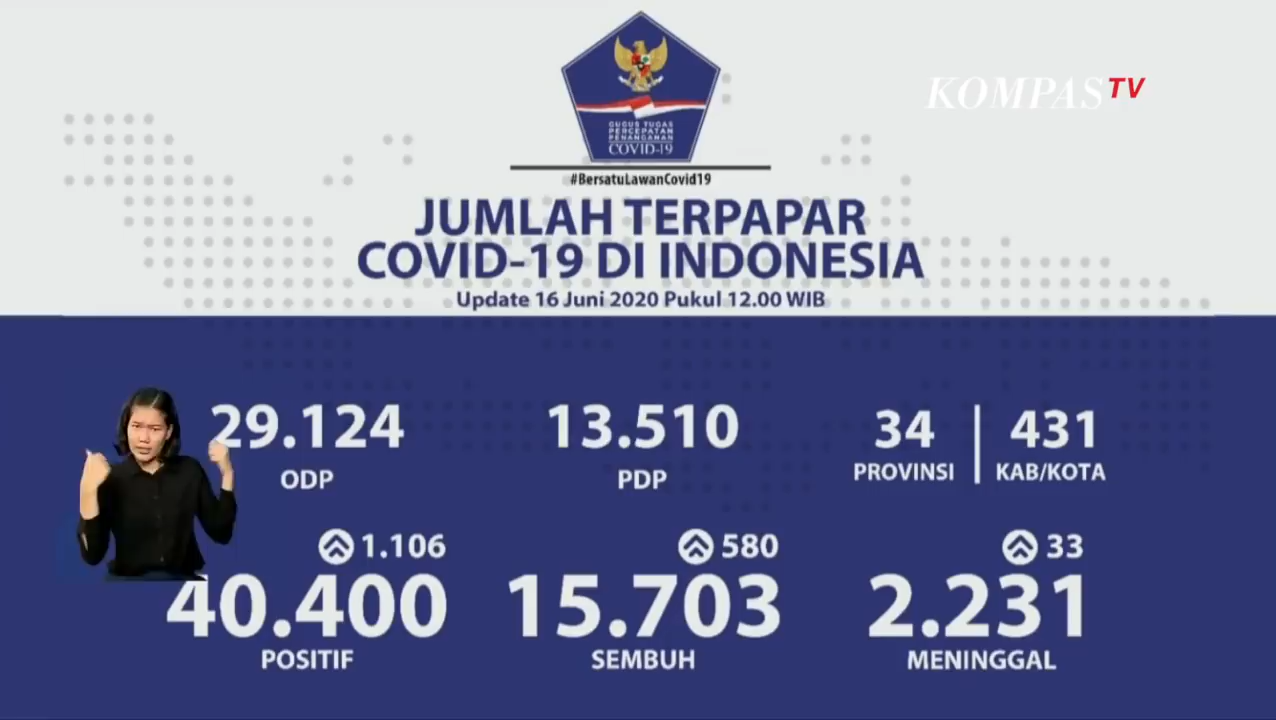 KOMPASTV
GUGUS TUGAS
PERCEPATAN
PENANGANAN
COVID-19
#BersatuLawanCovid19
JUMLAH TERPAPAR
COVID-19 DI INDONESIA
Update 16 Juni 2020 Pukul 12.00 WIB
29.124
ODP
13.510
PDP
34
PROVINSI
431
KAB/KOTA
1.106
40.400
POSITIF
580
15.703
SEMBUH
33
2.231
MENINGGAL